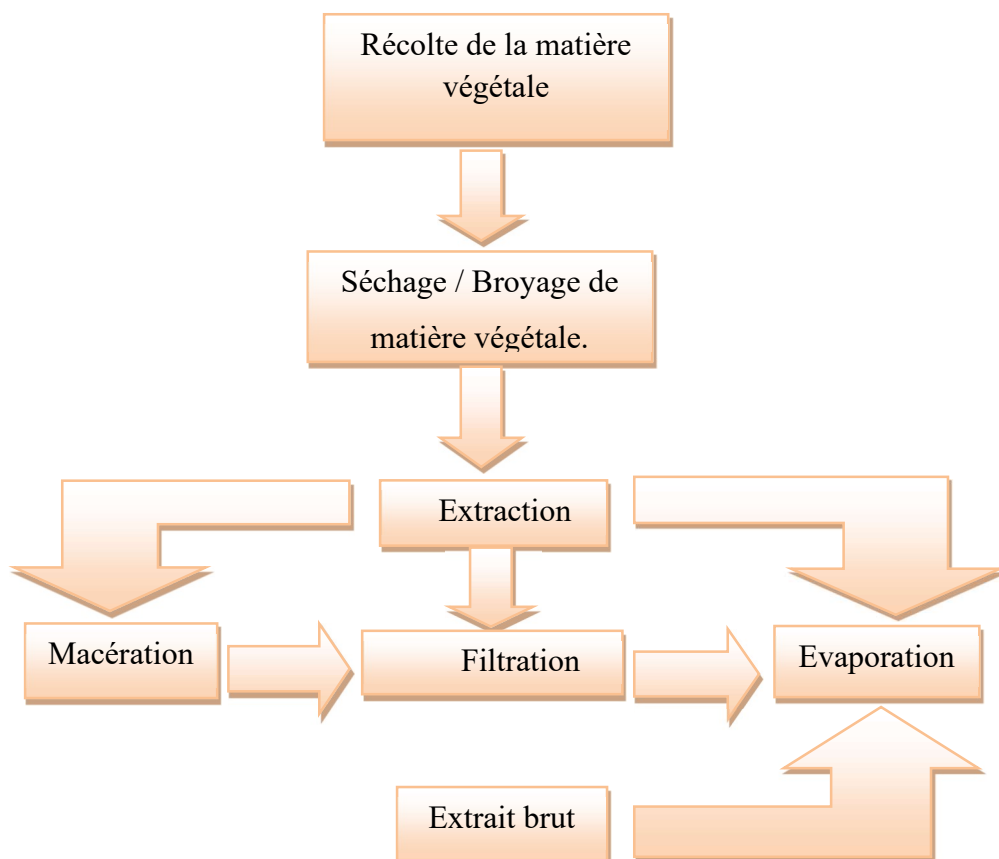 Récolte de la matière
végétale
Séchage / Broyage de
matière végétale.
Extraction
Macération
Filtration
Evaporation
Extrait brut